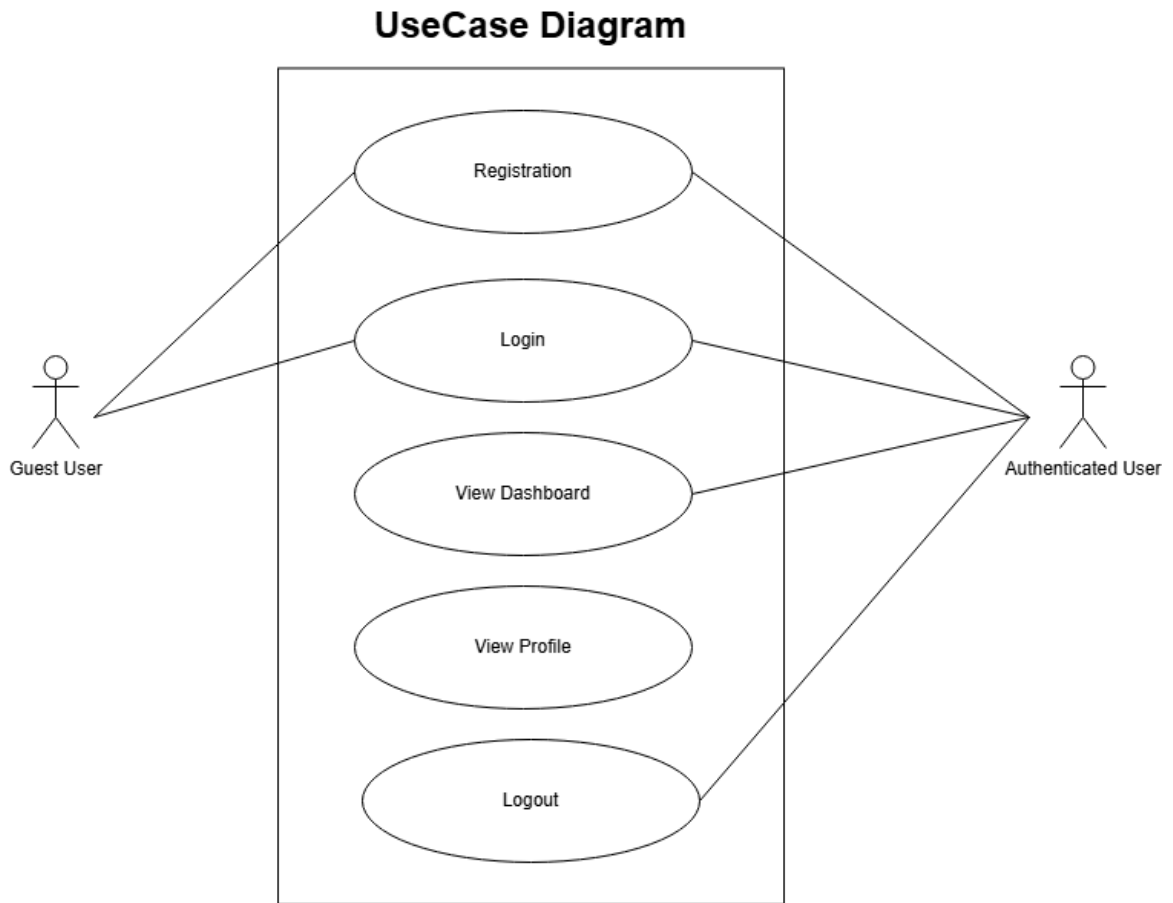 UseCase Diagram
Registration
Login
Guest User
Authenticated User
View Dashboard
View Profile
Logout